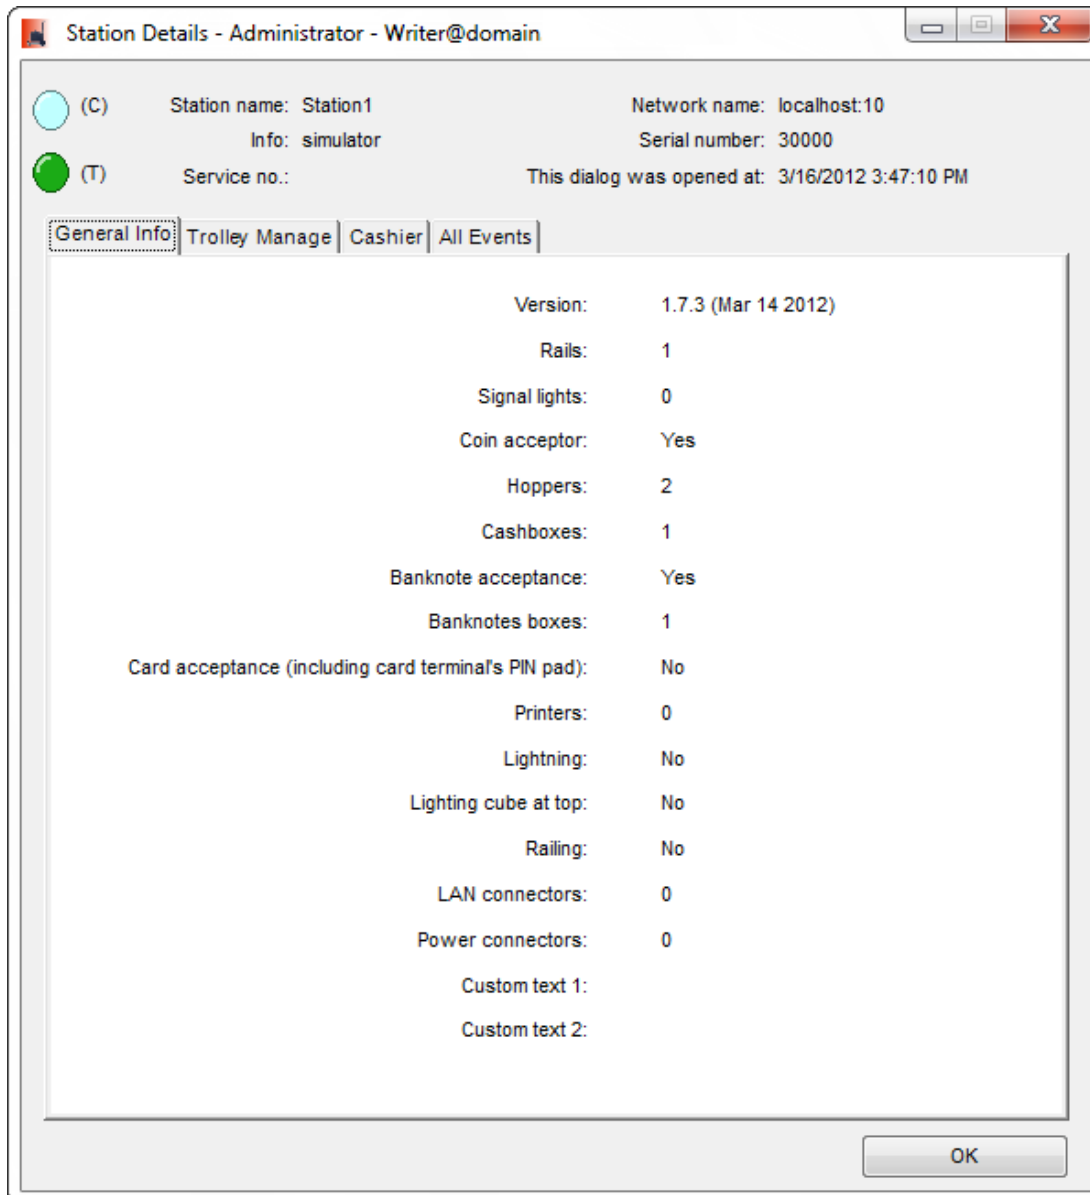 Station Details - Administrator - Writer@domain
(C) Station name: Station1 Network name: localhost:10
Info: simulator Serial number: 30000
(T) Service no.: This dialog was opened at: 3/16/2012 3:47:10 PM
General Info Trolley Manage Cashier All Events
Version: 1.7.3 (Mar 14 2012)
Rails: 1
Signal lights: 0
Coin acceptor: Yes
Hoppers: 2
Cashboxes: 1
Banknote acceptance: Yes
Banknotes boxes: 1
Card acceptance (including card terminal's PIN pad): No
Printers: 0
Lightning: No
Lighting cube at top: No
Railing: No
LAN connectors: 0
Power connectors: 0
Custom text 1:
Custom text 2:
OK